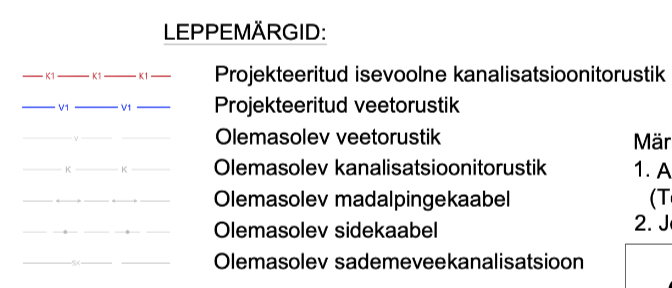 LEPPEMÄRGID:
K1 K1 K1 Projekteeritud isevoolne kanalisatsioonitorustik
V1 V1 Projekteeritud veetorustik
V Olemasolev veetorustik
K K Olemasolev kanalisatsioonitorustik
Olemasolev madalpingekaabel
Olemasolev sidekaabel
SK Olemasolev sademeveekanalisatsioon
Mär
1. A
(T
2. J